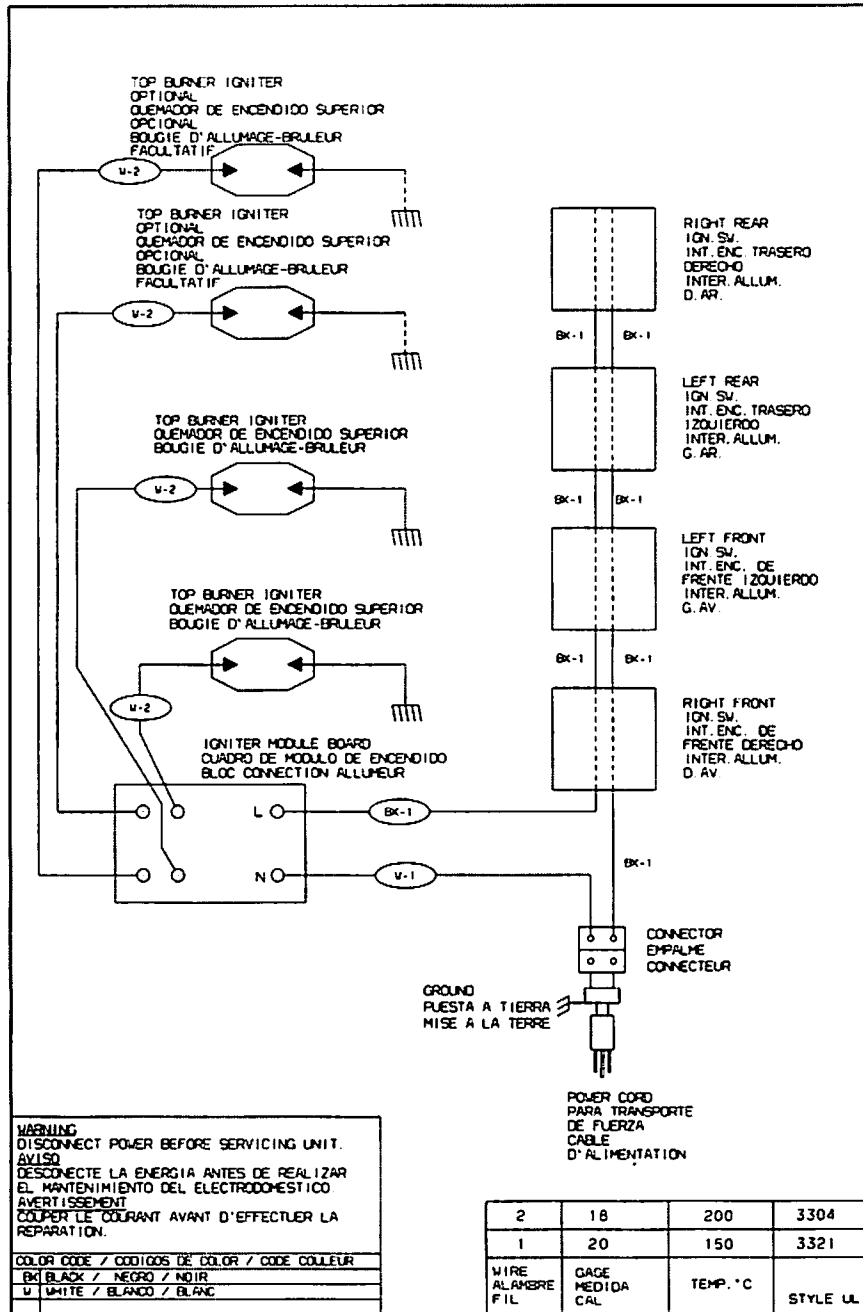 TOP BURNER IGNITER
OPTIONAL
QUEMADOR DE ENCENDIDO SUPERIOR
OPCIONAL
BOUGIE D'ALLUMAGE-BRULEUR
FACULTATIF
W-2
TOP BURNER IGNITER
OPTIONAL
QUEMADOR DE ENCENDIDO SUPERIOR
OPCIONAL
BOUGIE D'ALLUMAGE-BRULEUR
FACULTATIF
W-2
TOP BURNER IGNITER
QUEMADOR DE ENCENDIDO SUPERIOR
BOUGIE D'ALLUMAGE-BRULEUR
W-2
TOP BURNER IGNITER
QUEMADOR DE ENCENDIDO SUPERIOR
BOUGIE D'ALLUMAGE-BRULEUR
W-2
IGNITER MODULE BOARD
CUADRO DE MODULO DE ENCENDIDO
BLOC CONNECTION ALLUMEUR
L
N
BK-1
W-1
RIGHT REAR
IGN. SW.
INT. ENC. TRASERO
DERECHO
INTER. ALLUM.
D. AR.
BK-1 BK-1
LEFT REAR
IGN. SW.
INT. ENC. TRASERO
IZQUIERDO
INTER. ALLUM.
G. AR.
BK-1 BK-1
LEFT FRONT
IGN. SW.
INT. ENC. DE
FRENTE IZQUIERDO
INTER. ALLUM.
G. AV.
BK-1 BK-1
RIGHT FRONT
IGN. SW.
INT. ENC. DE
FRENTE DERECHO
INTER. ALLUM.
D. AV.
BK-1
CONNECTOR
EMPALME
CONNECTEUR
GROUND
PUESTA A TIERRA
MISE A LA TERRE
POWER CORD
PARA TRANSPORTE
DE FUERZA
CABLE
D'ALIMENTATION
WARNING
DISCONNECT POWER BEFORE SERVICING UNIT.
AVISO
DESCONECTE LA ENERGIA ANTES DE REALIZAR
EL MANTENIMIENTO DEL ELECTRODOMESTICO
AVERTISSEMENT
COUPER LE COURANT AVANT D'EFFECTUER LA
REPARATION.
COLOR CODE / CODIGOS DE COLOR / CODE COULEUR
BK BLACK / NEGRO / NOIR
W WHITE / BLANCO / BLANC
2 18 200 3304
1 20 150 3321
WIRE
ALAMBRE
FIL
GAGE
MEDIDA
CAL
TEMP. °C
STYLE UL